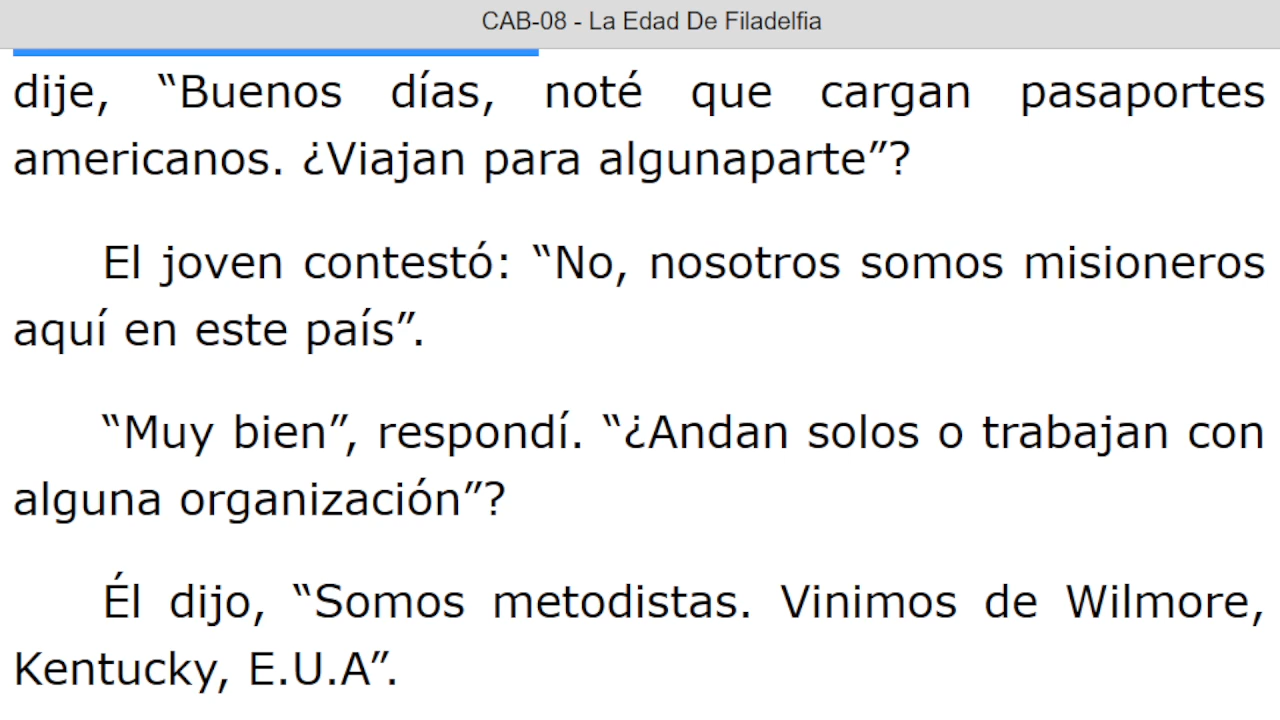 CAB-08 - La Edad De Filadelfia
dije, “Buenos días, noté que cargan pasaportes
americanos. ¿Viajan para algunaparte”?
El joven contestó: “No, nosotros somos misioneros
aquí en este país”.
“Muy bien”, respondí. “¿Andan solos o trabajan con
alguna organización”?
Él dijo, “Somos metodistas. Vinimos de Wilmore,
Kentucky, E.U.A”.